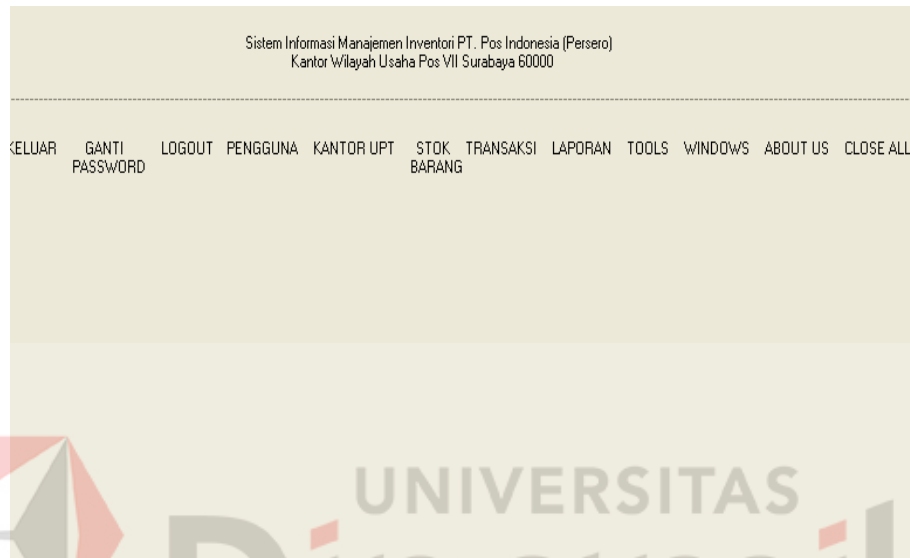 Sistem Informasi Manajemen Inventori PT. Pos Indonesia (Persero)
Kantor Wilayah Usaha Pos VII Surabaya 60000
KELUAR GANTI PASSWORD LOGOUT PENGGUNA KANTOR UPT STOK BARANG TRANSAKSI LAPORAN TOOLS WINDOWS ABOUT US CLOSE ALL
UNIVERSITAS